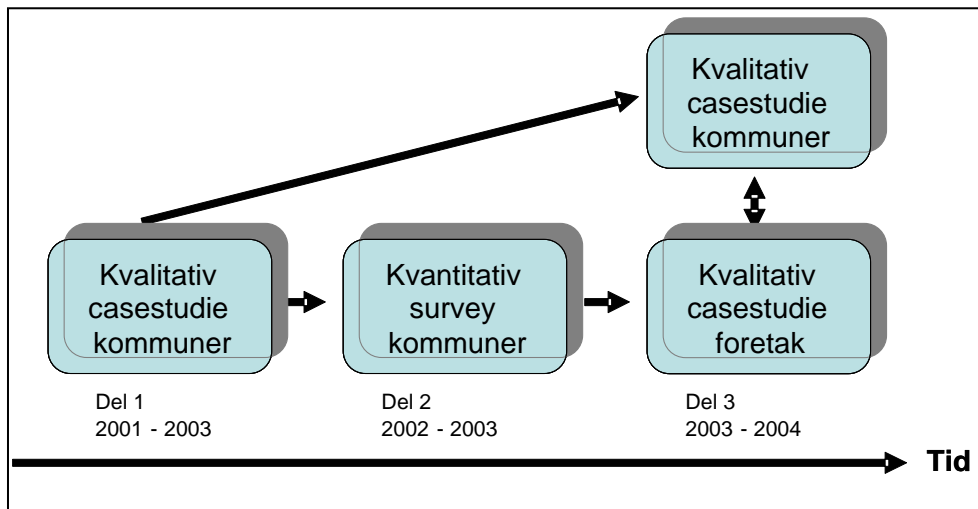 Kvalitativ
casestudie
kommuner
Kvalitativ
casestudie
kommuner
Kvantitativ
survey
kommuner
Kvalitativ
casestudie
foretak
Del 1
2001 - 2003
Del 2
2002 - 2003
Del 3
2003 - 2004
Tid